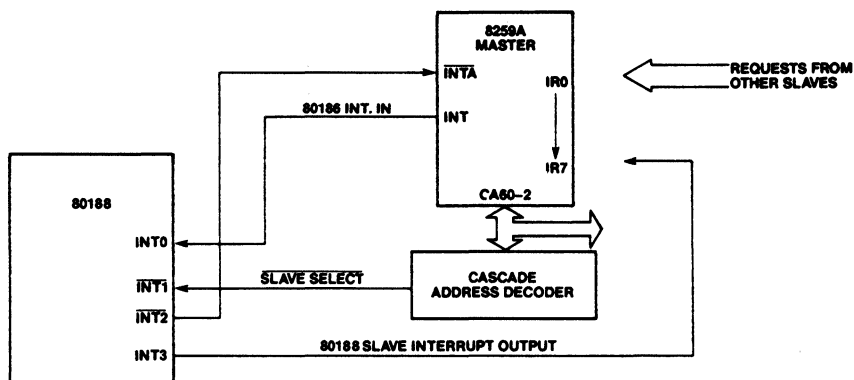 8259A
MASTER
INTA
IR0
REQUESTS FROM
OTHER SLAVES
80186 INT. IN
INT
IR7
80188
CA60-2
INT0
INT1
SLAVE SELECT
CASCADE
ADDRESS DECODER
INT2
INT3
80188 SLAVE INTERRUPT OUTPUT